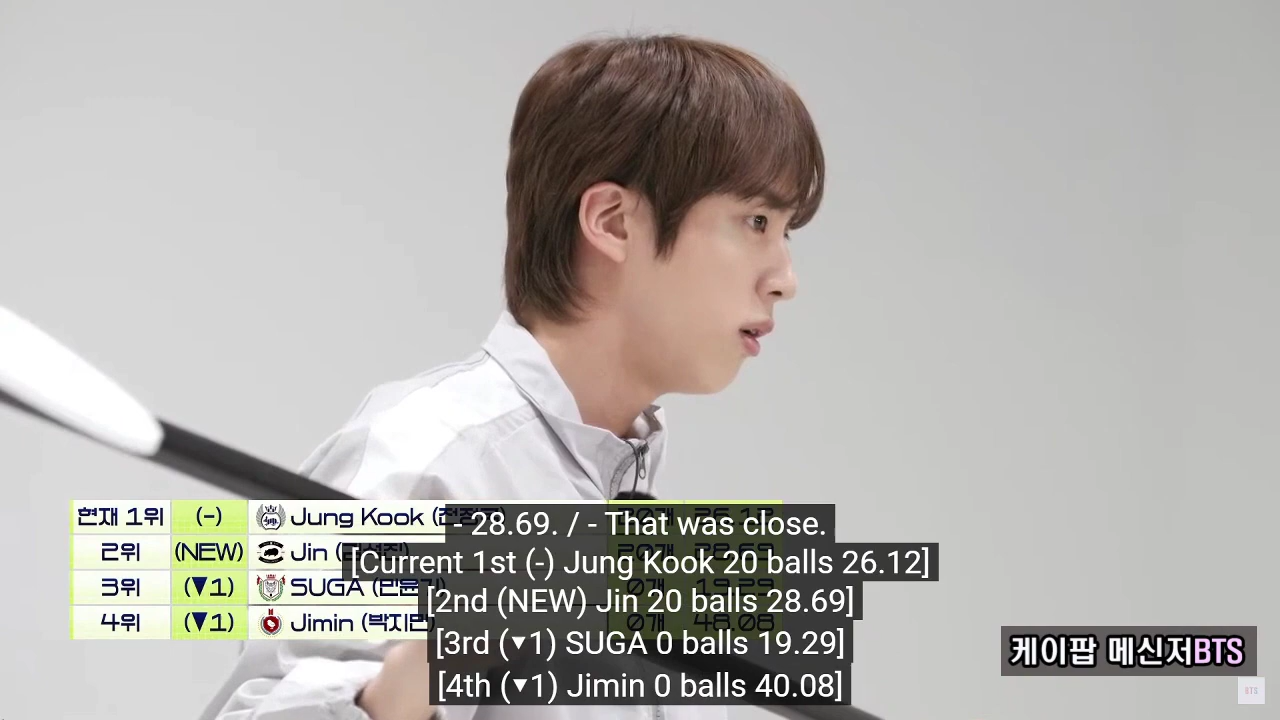 현재 1위 (-) Jung Kook
- 28.69. / - That was close.
2위 (NEW) Jin
[Current 1st (-) Jung Kook 20 balls 26.12]
3위 (▼1) SUGA
[2nd (NEW) Jin 20 balls 28.69]
4위 (▼1) Jimin (박지민)
[3rd (▼1) SUGA 0 balls 19.29]
[4th (▼1) Jimin 0 balls 40.08]
케이팝 메신저BTS
BTS